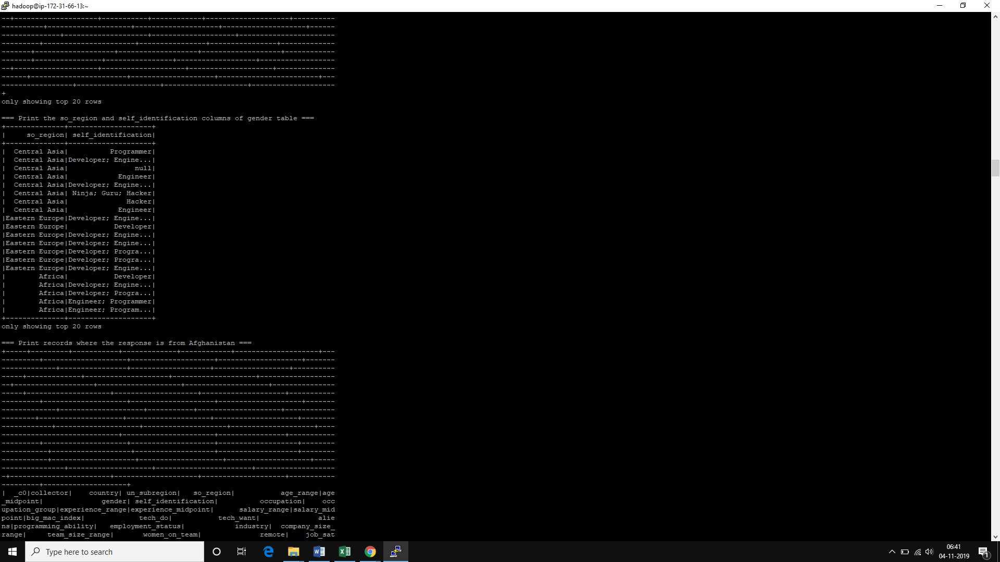 hadoop@ip-172-31-66-13:~
--+--------------------+-----------+------------+--------------------+----------
----------+--------------------+--------------------+--------------------+------
--------------+--------------------+--------------------+-----------------------
---------+----------------------+----------------+----------------+-------------
-------+-------------------+-------------------+-------------------+------------
-------+----------------+----------------+-------------------+------------------
--+--------------------+--------------------+--------------------+--------------
------+-----------------------+--------------------+------------------------+---
-----------------+--------------------+--------------------+--------------------
+
only showing top 20 rows
=== Print the so_region and self_identification columns of gender table ===
+--------------+--------------------+
|     so_region| self_identification|
+--------------+--------------------+
|  Central Asia|          Programmer|
|  Central Asia|Developer; Engine...|
|  Central Asia|                null|
|  Central Asia|            Engineer|
|  Central Asia|Developer; Engine...|
|  Central Asia| Ninja; Guru; Hacker|
|  Central Asia|              Hacker|
|  Central Asia|            Engineer|
|Eastern Europe|Developer; Engine...|
|Eastern Europe|           Developer|
|Eastern Europe|Developer; Engine...|
|Eastern Europe|Developer; Engine...|
|Eastern Europe|Developer; Progra...|
|Eastern Europe|Developer; Progra...|
|Eastern Europe|Developer; Engine...|
|        Africa|           Developer|
|        Africa|Developer; Engine...|
|        Africa|Developer; Progra...|
|        Africa|Engineer; Programmer|
|        Africa|Engineer; Program...|
+--------------+--------------------+
only showing top 20 rows
=== Print records where the response is from Afghanistan ===
+-----+---------+-----------+-------------+------------+--------------------+---
---------+--------------------+--------------------+--------------------+-------
-------------+----------------+-------------------+------------------+----------
-----+-------------+--------------------+--------------------+------------------
--+-------------------+--------------------+--------------------+---------------
-----+--------------------+--------------------+--------------------+-----------
---------+--------------------+--------------------+--------------------+-------
-------------+--------------------+-----------+--------------------+------------
--------+--------------------+--------------------+--------------------+--------
------------+--------------------+--------------------+--------------------+----
----------------------------+----------------------+----------------+-----------
---------+--------------------+--------------------+-------------------+--------
-----------+-------------------+-------------------+-------------------+--------
-----------+--------------------+--------------------+--------------------+-----
---------------+--------------------+-----------------------+-------------------
-+------------------------+--------------------+--------------------+-----------
---------+--------------------+
|  _c0|collector|    country| un_subregion|   so_region|           age_range|age
_midpoint|              gender| self_identification|          occupation|    occ
upation_group|experience_range|experience_midpoint|      salary_range|salary_mid
point|big_mac_index|             tech_do|           tech_want|              alie
ns|programming_ability|   employment_status|            industry|  company_size_
range|     team_size_range|       women_on_team|              remote|    job_sat
Type here to search
06:41
04-11-2019
1